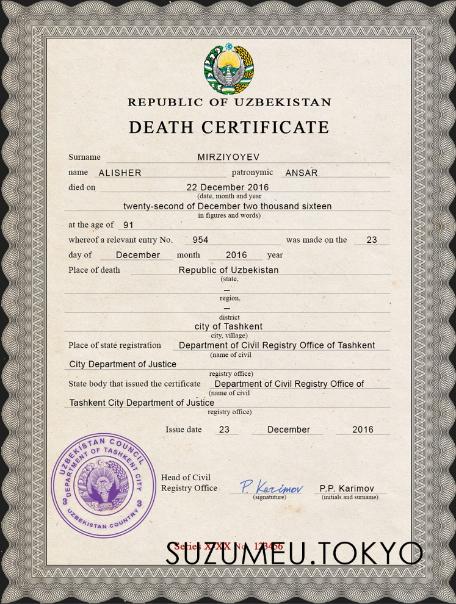 REPUBLIC OF UZBEKISTAN
DEATH CERTIFICATE
Surname MIRZIYOYEV
name ALISHER patronymic ANSAR
died on 22 December 2016
(date, month and year
twenty-second of December two thousand sixteen
in figures and words)
at the age of 91
whereof a relevant entry No. 954 was made on the 23
day of December month 2016 year
Place of death Republic of Uzbekistan
(state,
–
region,
–
district
city of Tashkent
city, village)
Place of state registration Department of Civil Registry Office of Tashkent
(name of civil
City Department of Justice
registry office)
State body that issued the certificate Department of Civil Registry Office of
(name of civil
Tashkent City Department of Justice
registry office)
Issue date 23 December 2016
UZBEKISTAN COUNCIL
DEPARTMENT OF TASHKENT CITY
UZBEKISTAN COUNTRY
Head of Civil
Registry Office P. Karimov P.P. Karimov
(signature) (initials and surname)
Series XXX No 123456
SUZUMEU.TOKYO